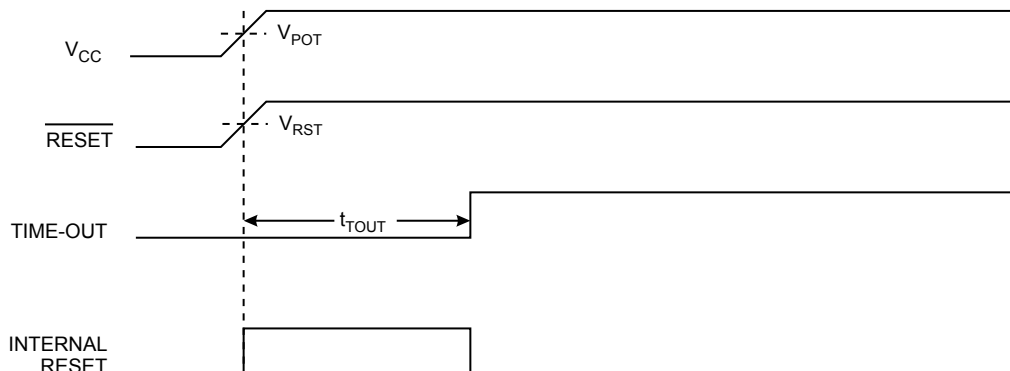 V_CC
V_POT
RESET
V_RST
TIME-OUT
t_TOUT
INTERNAL
RESET